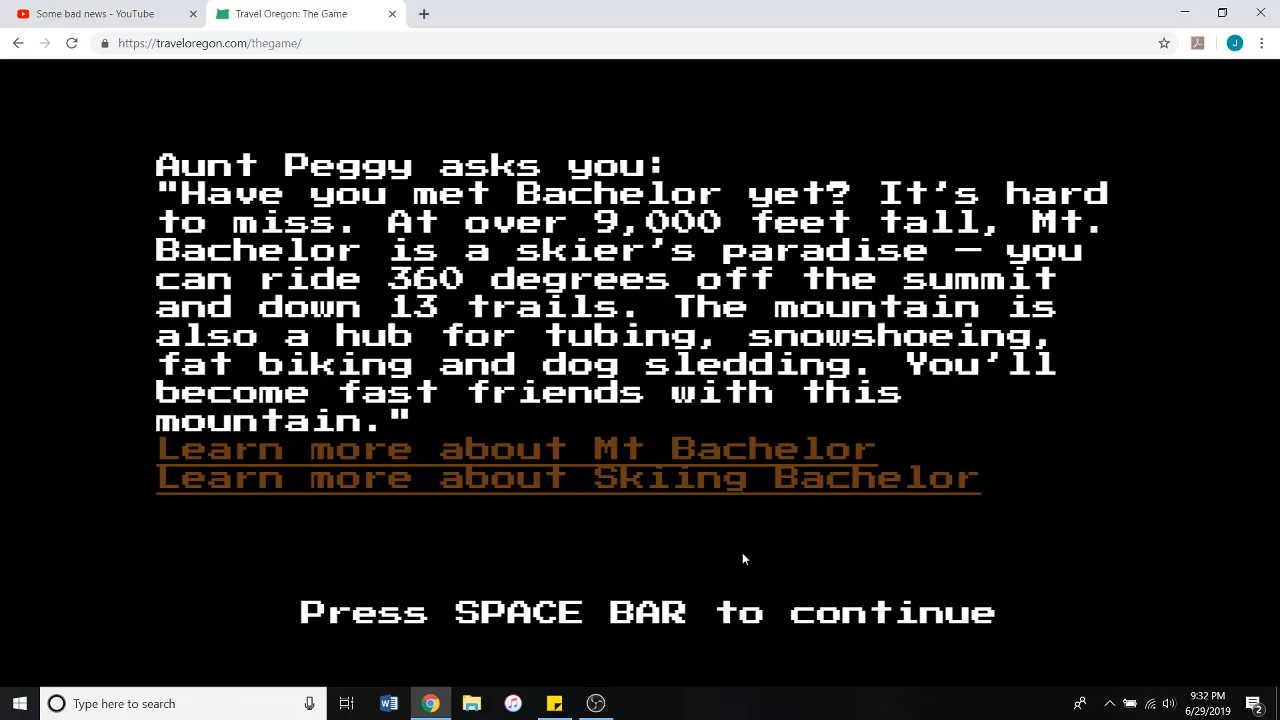 Some bad news - YouTube
Travel Oregon: The Game
https://traveloregon.com/thegame/
J
Aunt Peggy asks you:
"Have you met Bachelor yet? It's hard
to miss. At over 9,000 feet tall, Mt.
Bachelor is a skier's paradise — you
can ride 360 degrees off the summit
and down 13 trails. The mountain is
also a hub for tubing, snowshoeing,
fat biking and dog sledding. You'll
become fast friends with this
mountain."
Learn more about Mt Bachelor
Learn more about Skiing Bachelor
Press SPACE BAR to continue
Type here to search
9:32 PM
6/29/2019
2